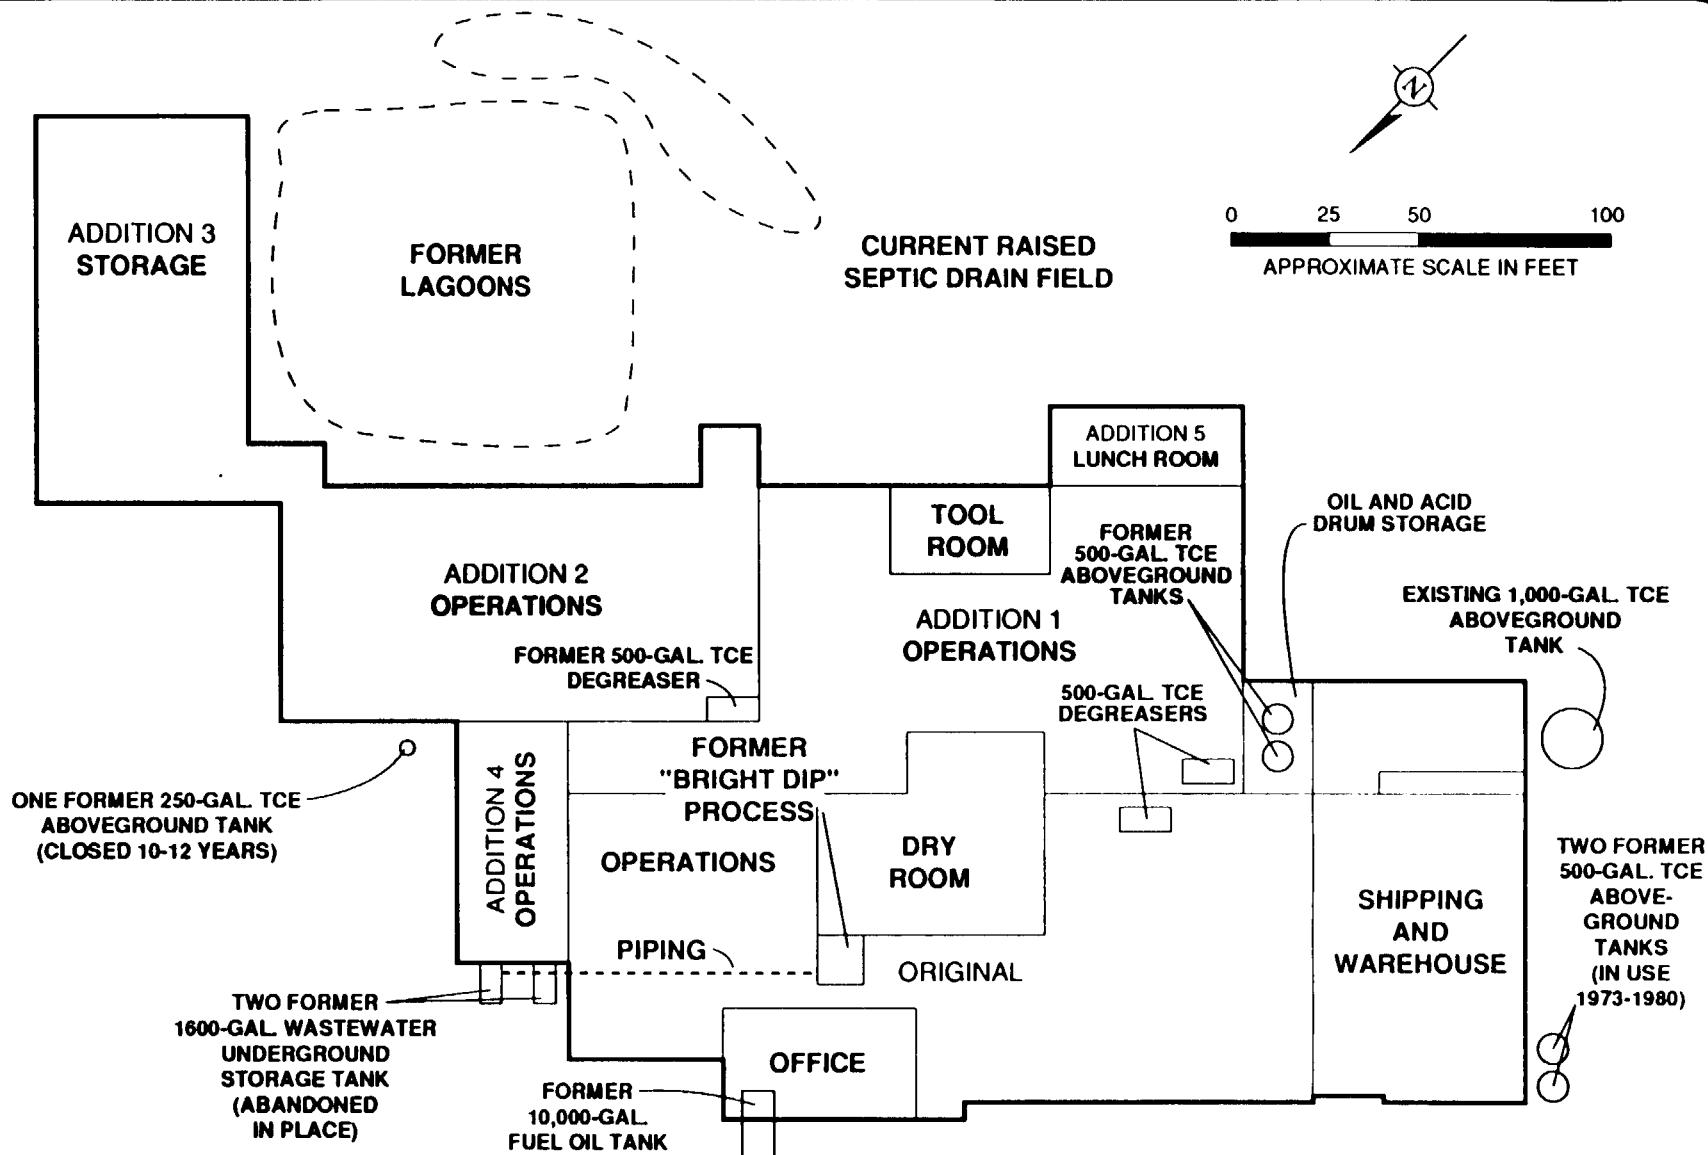 N
0 25 50 100
APPROXIMATE SCALE IN FEET
ADDITION 3
STORAGE
FORMER
LAGOONS
CURRENT RAISED
SEPTIC DRAIN FIELD
ADDITION 5
LUNCH ROOM
TOOL
ROOM
FORMER
500-GAL. TCE
ABOVEGROUND
TANKS
OIL AND ACID
DRUM STORAGE
EXISTING 1,000-GAL. TCE
ABOVEGROUND
TANK
ADDITION 2
OPERATIONS
ADDITION 1
OPERATIONS
FORMER 500-GAL. TCE
DEGREASER
500-GAL. TCE
DEGREASERS
FORMER
"BRIGHT DIP"
PROCESS
ONE FORMER 250-GAL. TCE
ABOVEGROUND TANK
(CLOSED 10-12 YEARS)
ADDITION 4
OPERATIONS
OPERATIONS
DRY
ROOM
SHIPPING
AND
WAREHOUSE
TWO FORMER
500-GAL. TCE
ABOVE-
GROUND
TANKS
(IN USE
1973-1980)
PIPING
ORIGINAL
TWO FORMER
1600-GAL. WASTEWATER
UNDERGROUND
STORAGE TANK
(ABANDONED
IN PLACE)
OFFICE
FORMER
10,000-GAL.
FUEL OIL TANK